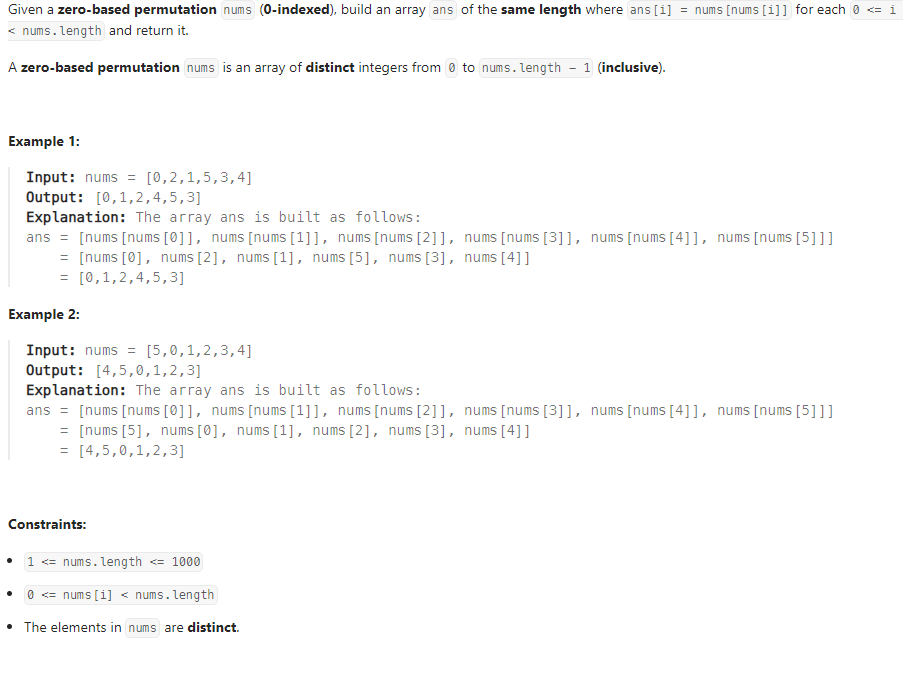 Given a zero-based permutation nums (0-indexed), build an array ans of the same length where ans[i] = nums[nums[i]] for each 0 <= i
< nums.length and return it.
A zero-based permutation nums is an array of distinct integers from 0 to nums.length - 1 (inclusive).
Example 1:
Input: nums = [0,2,1,5,3,4]
Output: [0,1,2,4,5,3]
Explanation: The array ans is built as follows:
ans = [nums[nums[0]], nums[nums[1]], nums[nums[2]], nums[nums[3]], nums[nums[4]], nums[nums[5]]]
= [nums[0], nums[2], nums[1], nums[5], nums[3], nums[4]]
= [0,1,2,4,5,3]
Example 2:
Input: nums = [5,0,1,2,3,4]
Output: [4,5,0,1,2,3]
Explanation: The array ans is built as follows:
ans = [nums[nums[0]], nums[nums[1]], nums[nums[2]], nums[nums[3]], nums[nums[4]], nums[nums[5]]]
= [nums[5], nums[0], nums[1], nums[2], nums[3], nums[4]]
= [4,5,0,1,2,3]
Constraints:
• 1 <= nums.length <= 1000
• 0 <= nums[i] < nums.length
• The elements in nums are distinct.